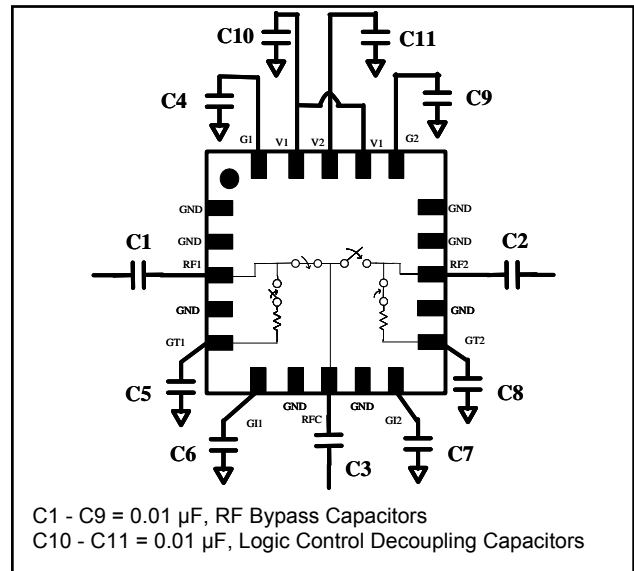 C10
C11
C4
C9
G1
V1
V2
V1
G2
GND
GND
GND
GND
C1
C2
RF1
RF2
GND
GND
GT1
GT2
C5
C8
GND
GND
GI1
RFC
GI2
C6
C3
C7
C1 - C9 = 0.01 µF, RF Bypass Capacitors
C10 - C11 = 0.01 µF, Logic Control Decoupling Capacitors